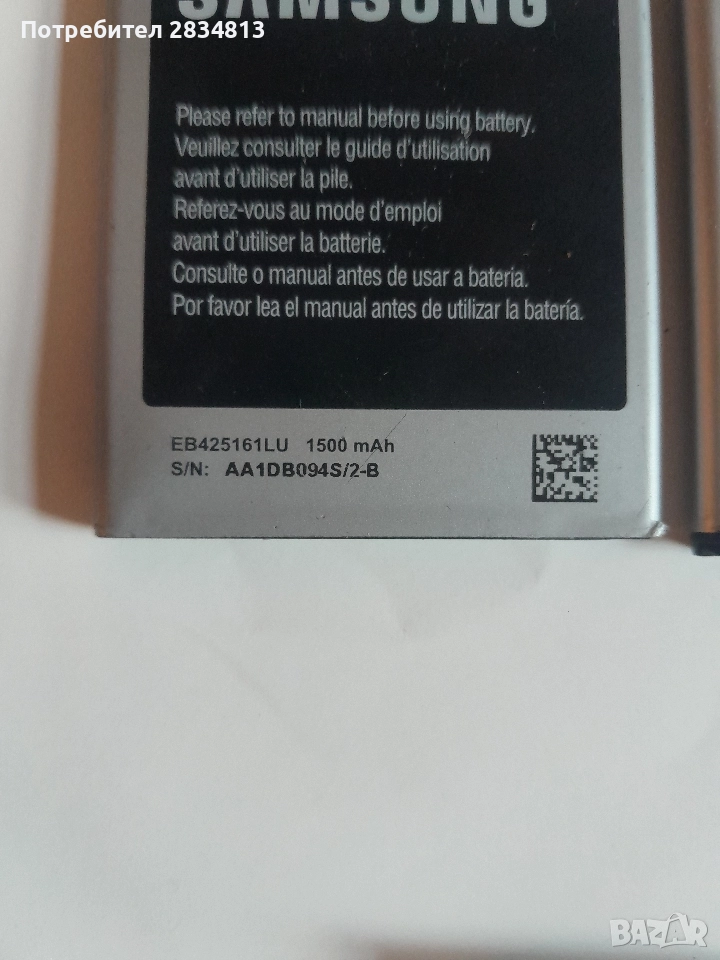 Потребител 2834813
SAMSUNG
Please refer to manual before using battery.
Veuillez consulter le guide d'utilisation
avant d'utiliser la pile.
Referez-vous au mode d'emploi
avant d'utiliser la batterie.
Consulte o manual antes de usar a bateria.
Por favor lea el manual antes de utilizar la batería.
EB425161LU 1500 mAh
S/N: AA1DB094S/2-B
BAZAR